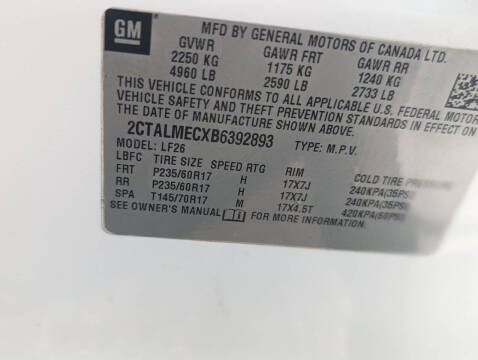 GM
MFD BY GENERAL MOTORS OF CANADA LTD.
GVWR GAWR FRT GAWR RR
2250 KG 1175 KG 1240 KG
4960 LB 2590 LB 2733 LB
THIS VEHICLE CONFORMS TO ALL APPLICABLE U.S. FEDERAL MOTOR
VEHICLE SAFETY AND THEFT PREVENTION STANDARDS IN EFFECT ON
THE DATE OF MANUFACTURE SHOWN ABOVE.
2CTALMECXB6392893 TYPE: M.P.V.
MODEL: LF26
LBFC TIRE SIZE SPEED RTG RIM COLD TIRE PRESSURE
FRT P235/60R17 H 17X7J 240KPA(35PSI)
RR P235/60R17 H 17X7J 240KPA(35PSI)
SPA T145/70R17 M 17X4.5T 420KPA(60PSI)
SEE OWNER'S MANUAL FOR MORE INFORMATION.